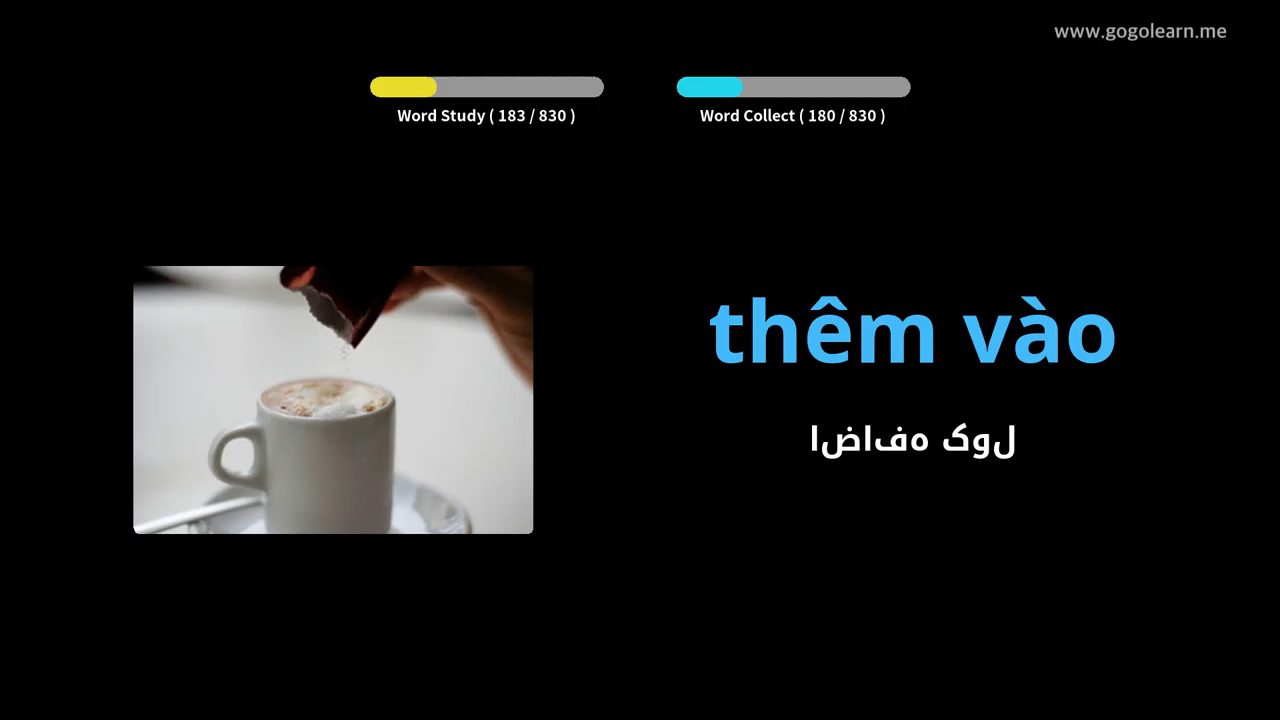 www.gogolearn.me
Word Study ( 183 / 830 )
Word Collect ( 180 / 830 )
thêm vào
اضافه کول